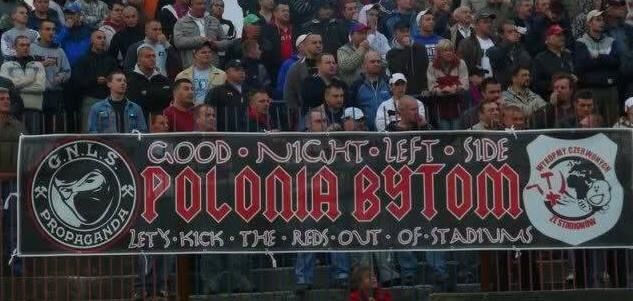 G.N.L.S.
PROPAGANDA
GOOD · NIGHT · LEFT · SIDE
POLONIA BYTOM
LET'S · KICK · THE · REDS · OUT · OF · STADIUMS
WYKOPMY CZERWONYCH
ZE STADIONÓW